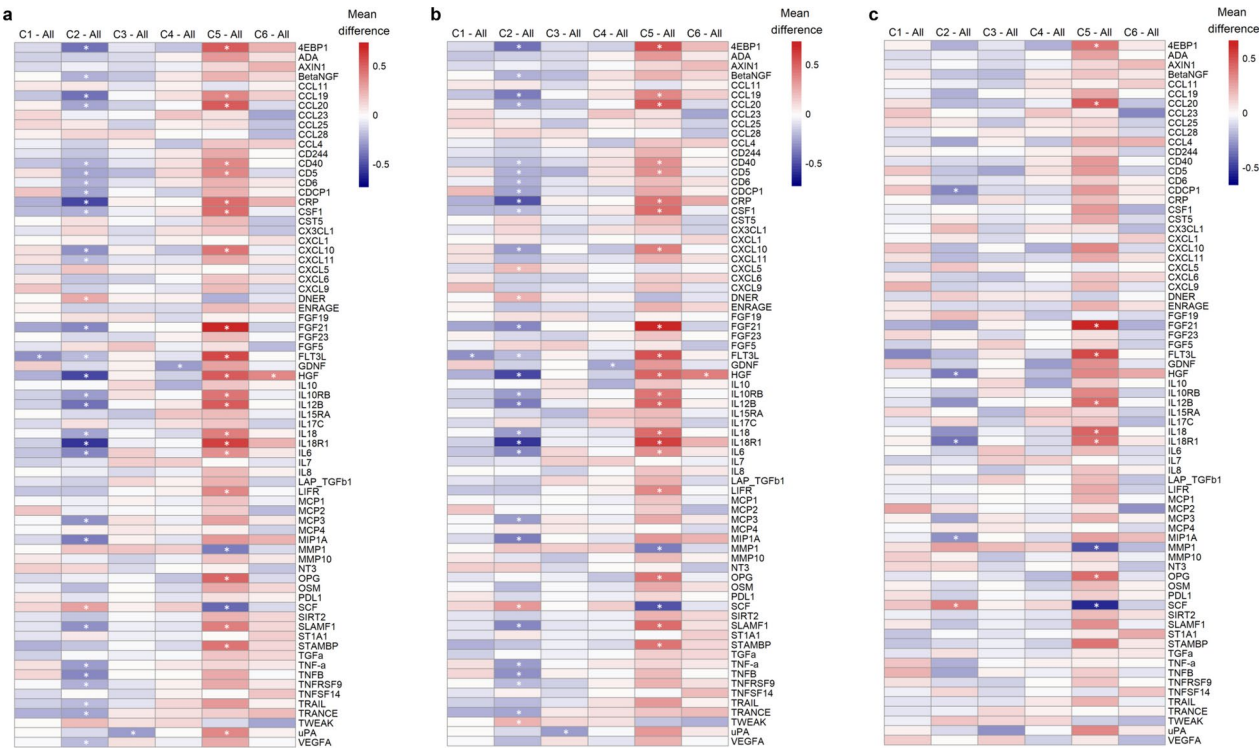 a
C1 - All C2 - All C3 - All C4 - All C5 - All C6 - All
Mean
difference
0.5
0
-0.5
4EBP1
ADA
AXIN1
BetaNGF
CCL11
CCL19
CCL20
CCL23
CCL25
CCL28
CCL4
CD244
CD40
CD5
CD6
CDCP1
CRP
CSF1
CST5
CX3CL1
CXCL1
CXCL10
CXCL11
CXCL5
CXCL6
CXCL9
DNER
ENRAGE
FGF19
FGF21
FGF23
FGF5
FLT3L
GDNF
HGF
IL10
IL10RB
IL12B
IL15RA
IL17C
IL18
IL18R1
IL6
IL7
IL8
LAP_TGFb1
LIFR
MCP1
MCP2
MCP3
MCP4
MIP1A
MMP1
MMP10
NT3
OPG
OSM
PDL1
SCF
SIRT2
SLAMF1
ST1A1
STAMBP
TGFa
TNF-a
TNFB
TNFRSF9
TNFSF14
TRAIL
TRANCE
TWEAK
uPA
VEGFA
b
C1 - All C2 - All C3 - All C4 - All C5 - All C6 - All
Mean
difference
0.5
0
-0.5
4EBP1
ADA
AXIN1
BetaNGF
CCL11
CCL19
CCL20
CCL23
CCL25
CCL28
CCL4
CD244
CD40
CD5
CD6
CDCP1
CRP
CSF1
CST5
CX3CL1
CXCL1
CXCL10
CXCL11
CXCL5
CXCL6
CXCL9
DNER
ENRAGE
FGF19
FGF21
FGF23
FGF5
FLT3L
GDNF
HGF
IL10
IL10RB
IL12B
IL15RA
IL17C
IL18
IL18R1
IL6
IL7
IL8
LAP_TGFb1
LIFR
MCP1
MCP2
MCP3
MCP4
MIP1A
MMP1
MMP10
NT3
OPG
OSM
PDL1
SCF
SIRT2
SLAMF1
ST1A1
STAMBP
TGFa
TNF-a
TNFB
TNFRSF9
TNFSF14
TRAIL
TRANCE
TWEAK
uPA
VEGFA
c
C1 - All C2 - All C3 - All C4 - All C5 - All C6 - All
Mean
difference
0.5
0
-0.5
4EBP1
ADA
AXIN1
BetaNGF
CCL11
CCL19
CCL20
CCL23
CCL25
CCL28
CCL4
CD244
CD40
CD5
CD6
CDCP1
CRP
CSF1
CST5
CX3CL1
CXCL1
CXCL10
CXCL11
CXCL5
CXCL6
CXCL9
DNER
ENRAGE
FGF19
FGF21
FGF23
FGF5
FLT3L
GDNF
HGF
IL10
IL10RB
IL12B
IL15RA
IL17C
IL18
IL18R1
IL6
IL7
IL8
LAP_TGFb1
LIFR
MCP1
MCP2
MCP3
MCP4
MIP1A
MMP1
MMP10
NT3
OPG
OSM
PDL1
SCF
SIRT2
SLAMF1
ST1A1
STAMBP
TGFa
TNF-a
TNFB
TNFRSF9
TNFSF14
TRAIL
TRANCE
TWEAK
uPA
VEGFA